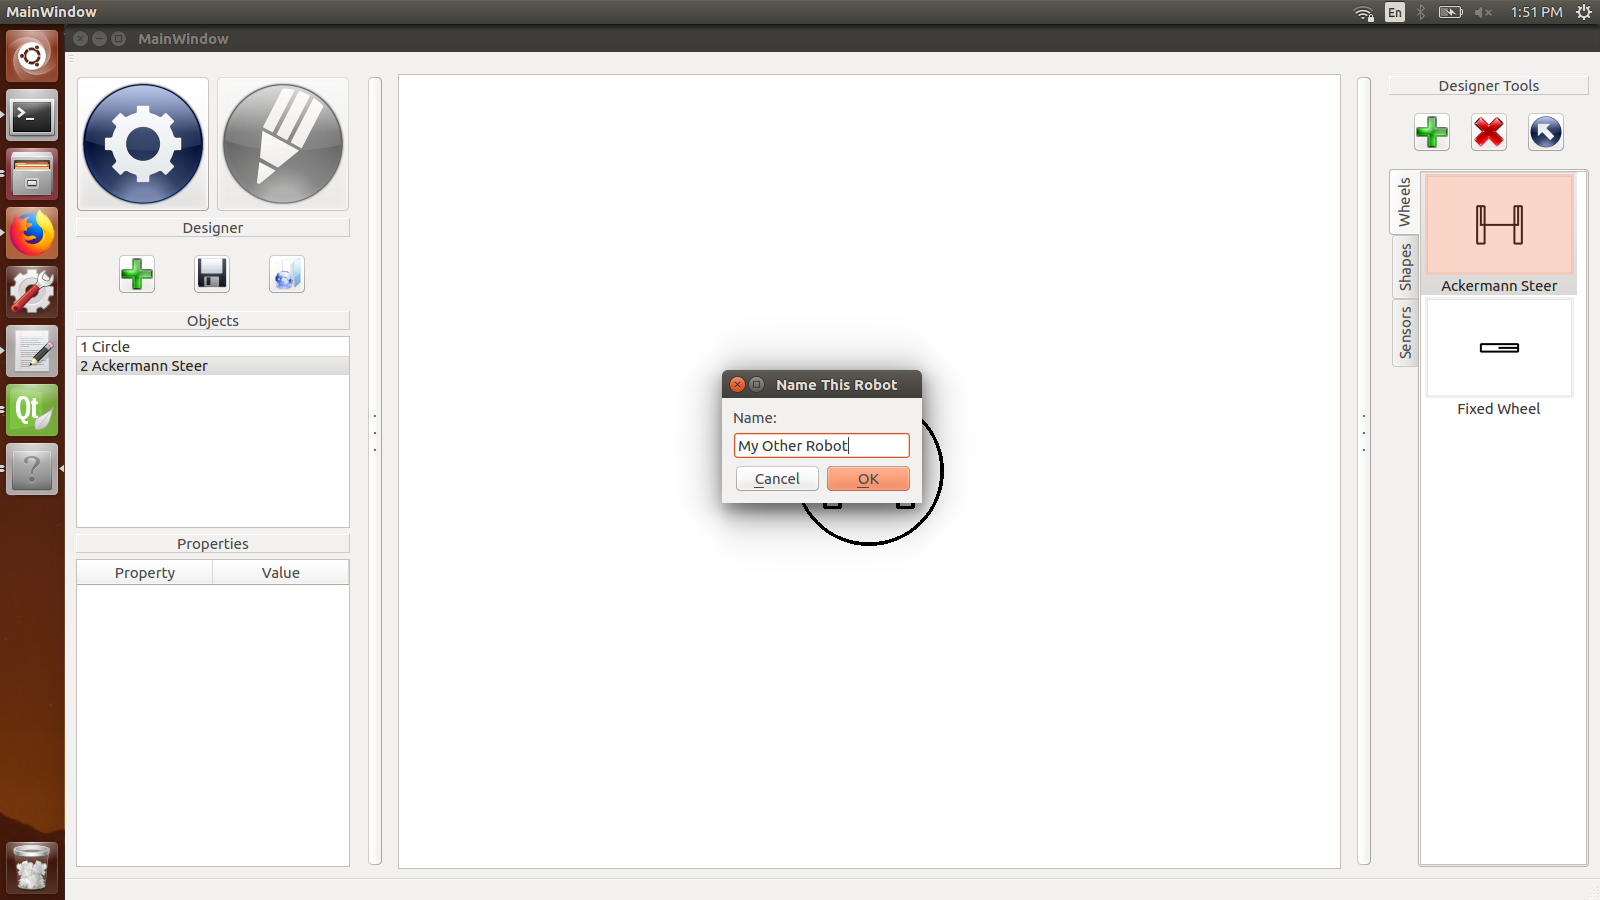 MainWindow
En
1:51 PM
MainWindow
Designer
Objects
1 Circle
2 Ackermann Steer
Properties
Property Value
Name This Robot
Name:
My Other Robot
Cancel OK
Designer Tools
Wheels
Shapes
Sensors
Ackermann Steer
Fixed Wheel
Qt